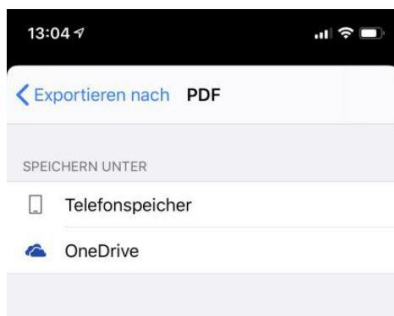 13:04
Exportieren nach PDF
SPEICHERN UNTER
Telefonspeicher
OneDrive